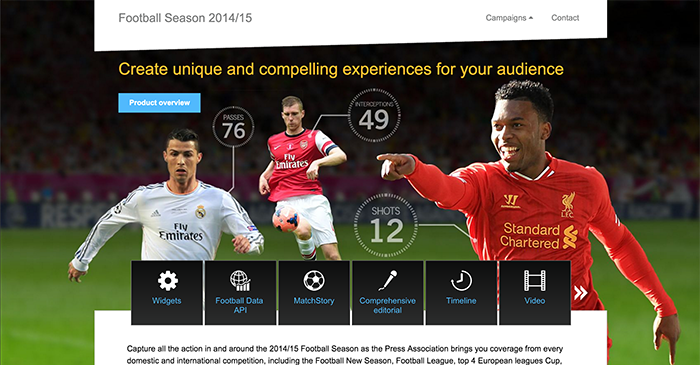 Football Season 2014/15
Campaigns
Contact
Create unique and compelling experiences for your audience
Product overview
PASSES
76
INTERCEPTIONS
49
SHOTS
12
Fly
Emirates
Fly
Emirates
L.F.C.
Standard
Chartered
Widgets
Football Data
API
MatchStory
Comprehensive
editorial
Timeline
Video
Capture all the action in and around the 2014/15 Football Season as the Press Association brings you coverage from every
domestic and international competition, including the Football New Season, Football League, top 4 European leagues Cup,